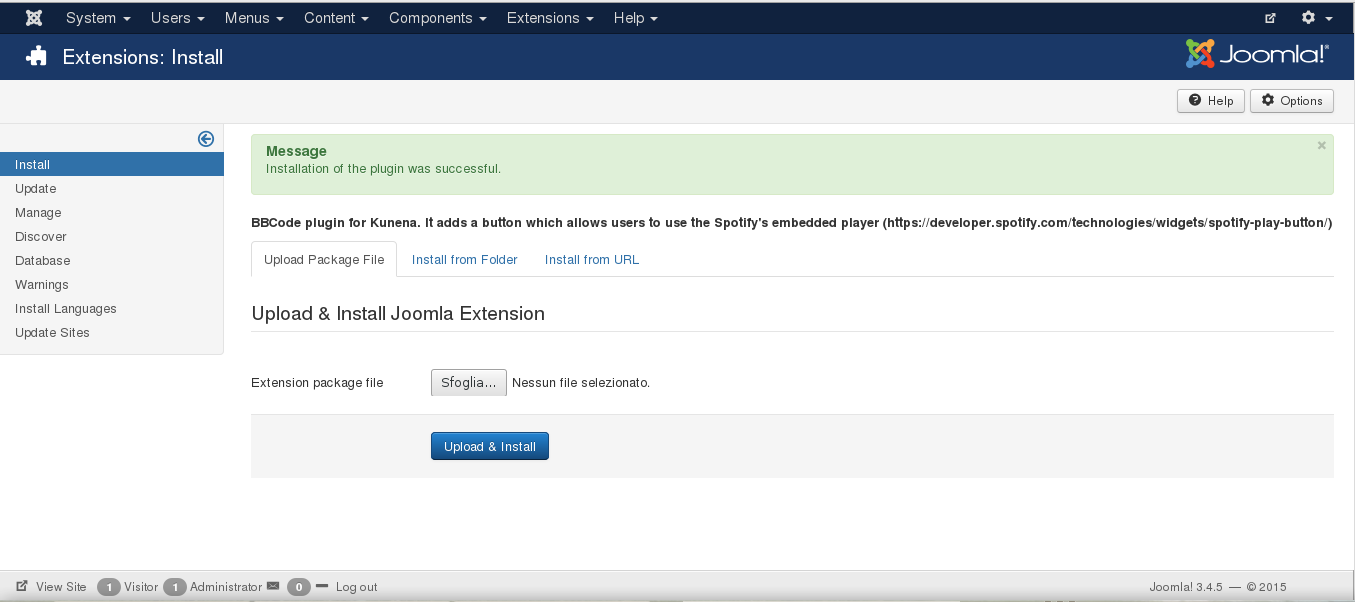 System Users Menus Content Components Extensions Help
Extensions: Install
Joomla!®
Help Options
Install
Update
Manage
Discover
Database
Warnings
Install Languages
Update Sites
Message
×
Installation of the plugin was successful.
BBCode plugin for Kunena. It adds a button which allows users to use the Spotify's embedded player (https://developer.spotify.com/technologies/widgets/spotify-play-button/)
Upload Package File Install from Folder Install from URL
Upload & Install Joomla Extension
Extension package file Sfoglia... Nessun file selezionato.
Upload & Install
View Site 1 Visitor 1 Administrator 0 Log out Joomla! 3.4.5 — © 2015